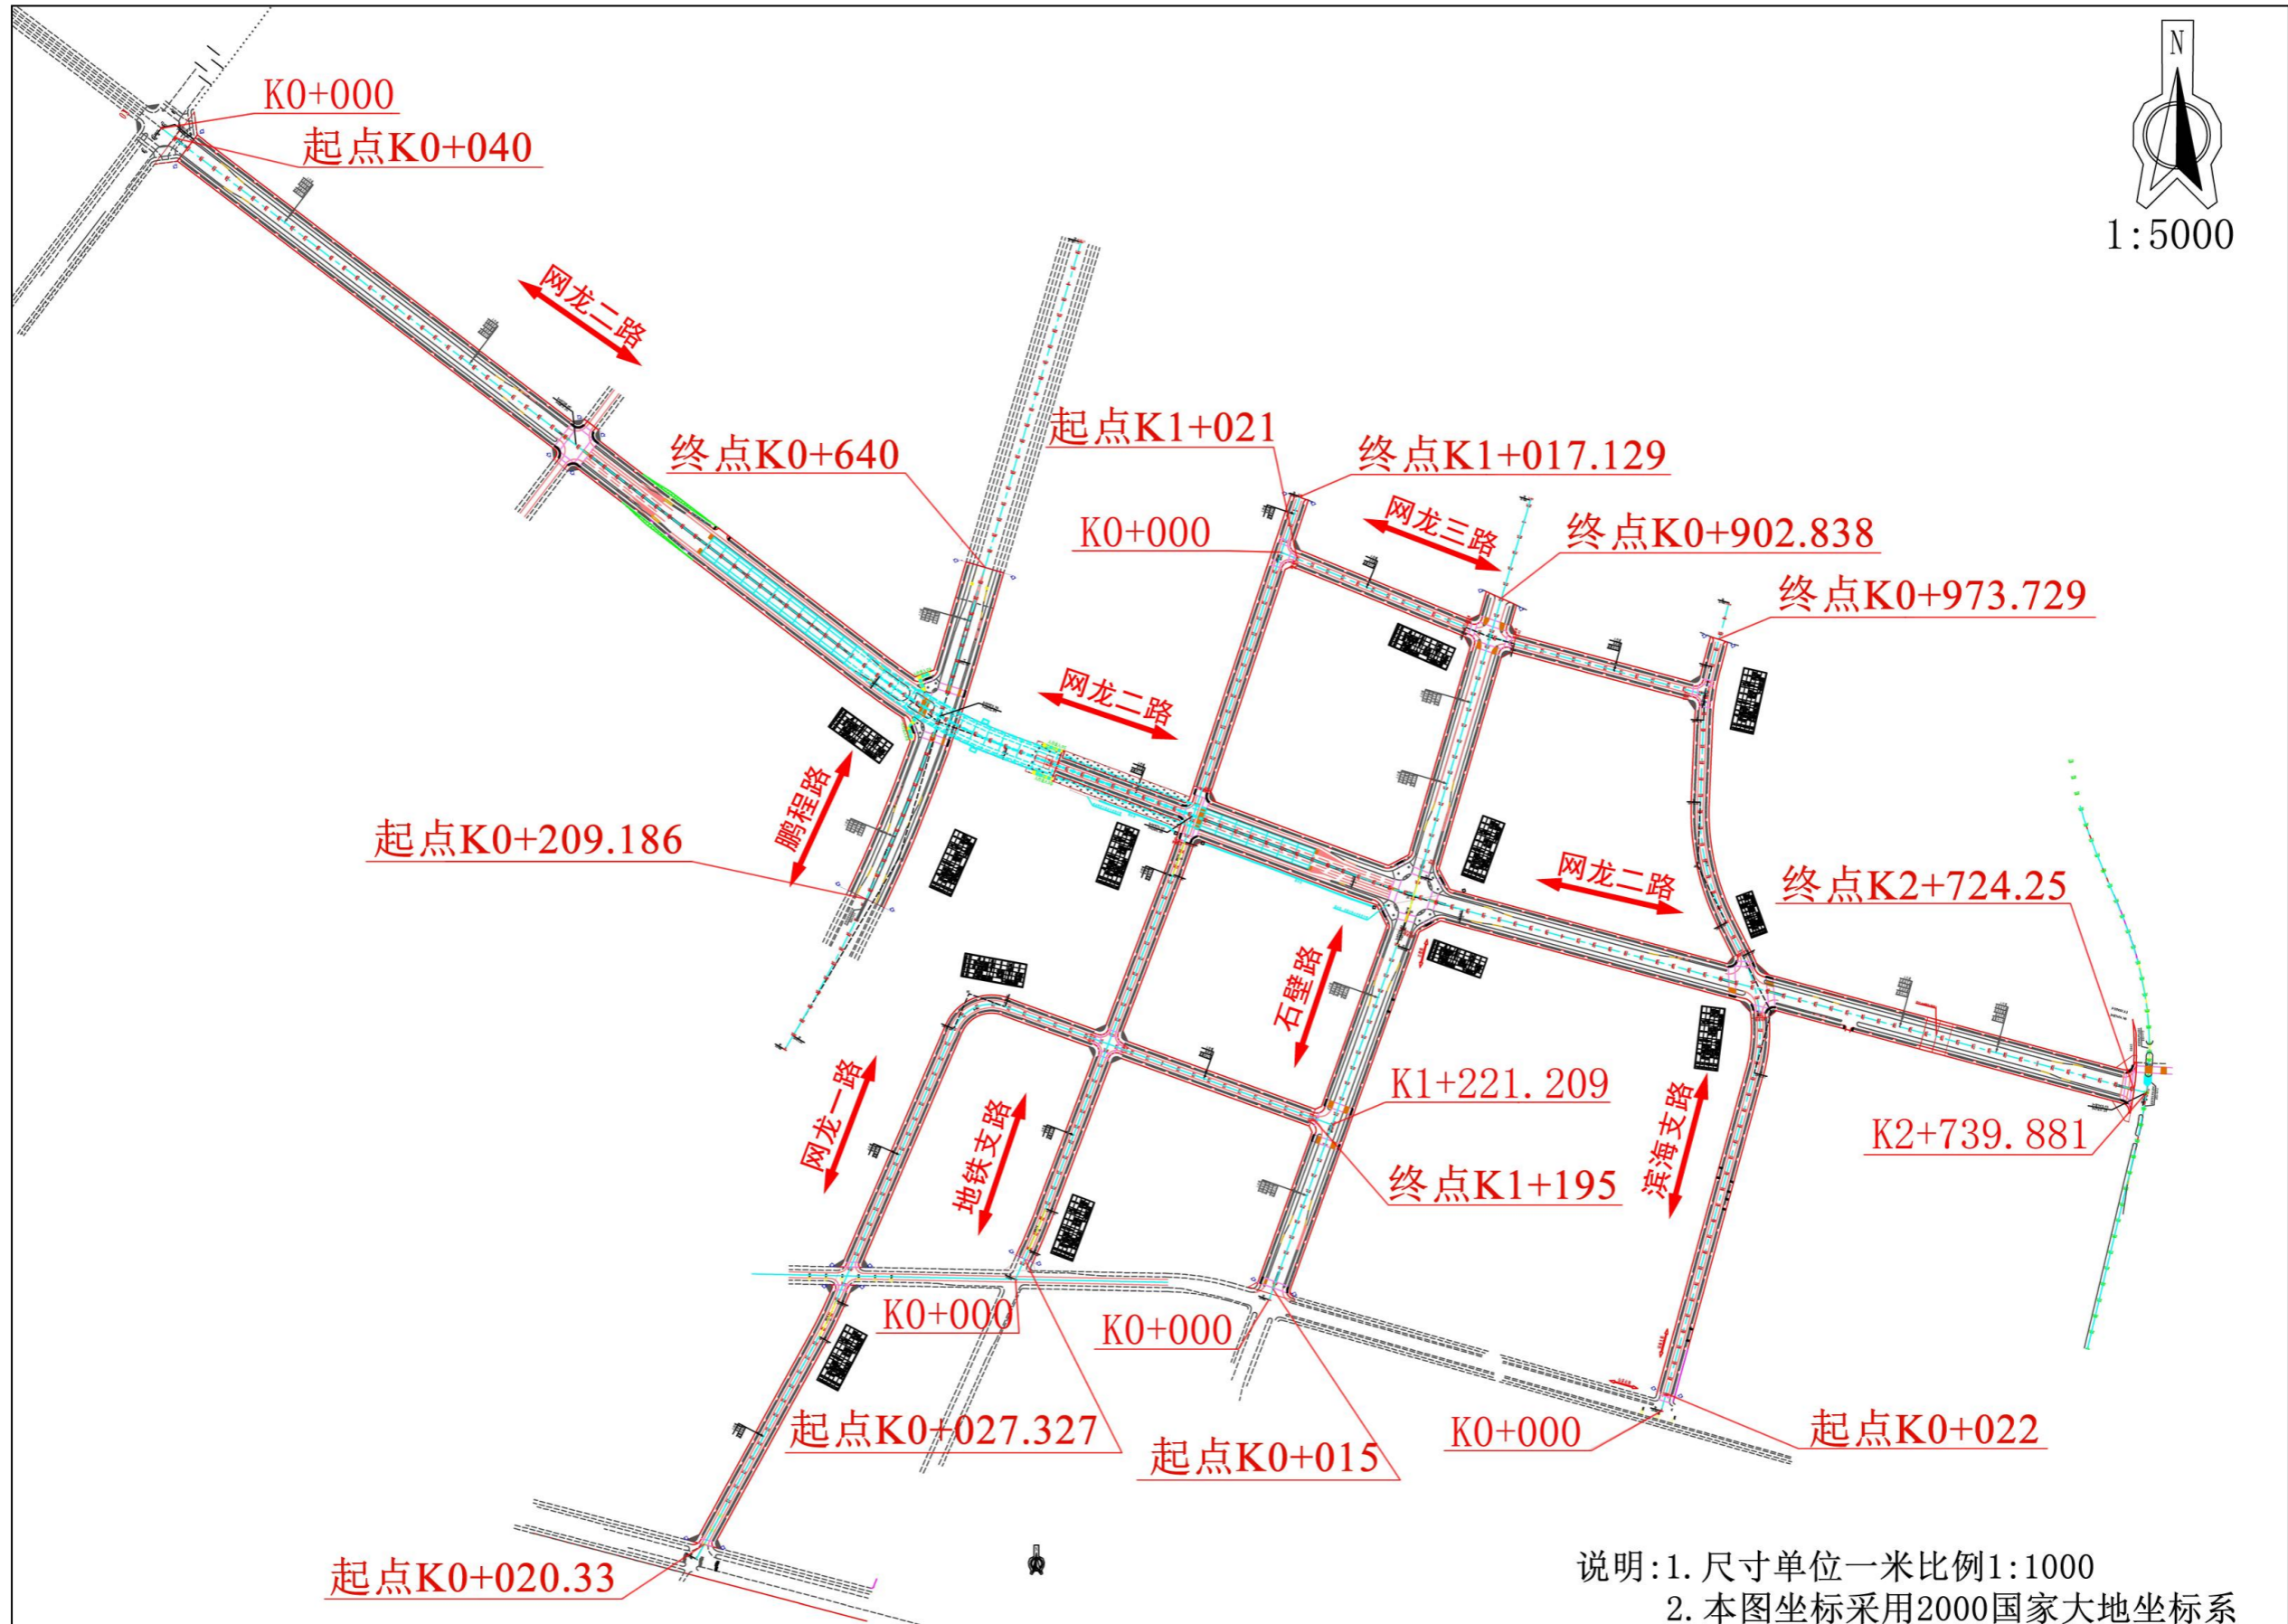 N
1:5000
K0+000
起点K0+040
网龙二路
起点K1+021
终点K0+640
终点K1+017.129
网龙三路
K0+000
终点K0+902.838
终点K0+973.729
网龙二路
鹏程路
起点K0+209.186
网龙二路
终点K2+724.25
石壁路
K1+221.209
网龙一路
地铁支路
滨海支路
K2+739.881
终点K1+195
K0+000
K0+000
起点K0+027.327
起点K0+015
K0+000
起点K0+022
起点K0+020.33
说明:1.尺寸单位一米比例1:1000
2.本图坐标采用2000国家大地坐标系